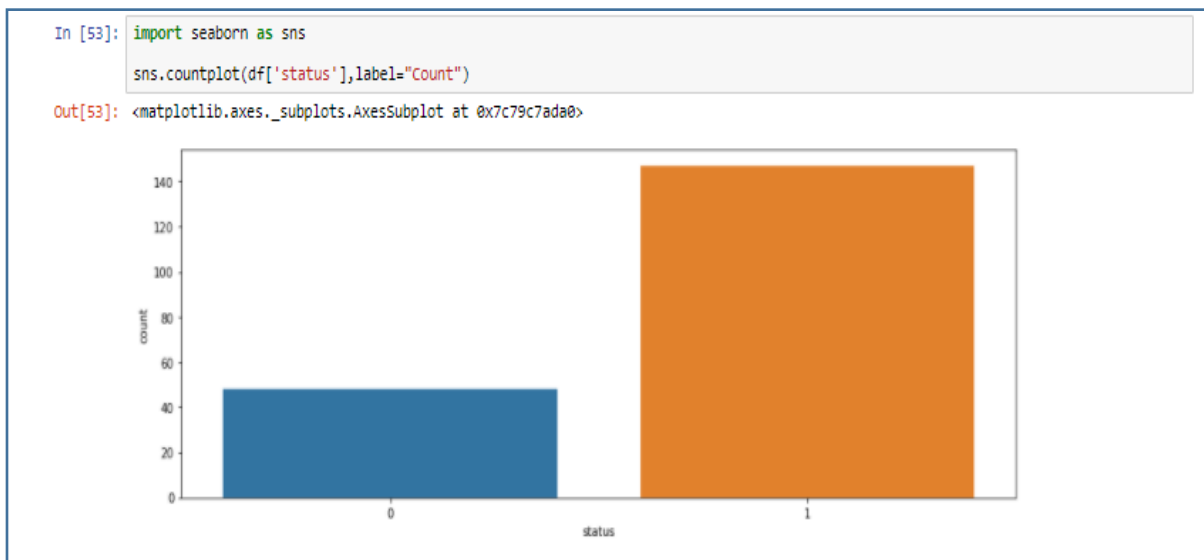 In [53]: import seaborn as sns
sns.countplot(df['status'],label="Count")
Out[53]: <matplotlib.axes._subplots.AxesSubplot at 0x7c79c7ada0>
140
120
100
80
60
40
20
0
count
0 1
status